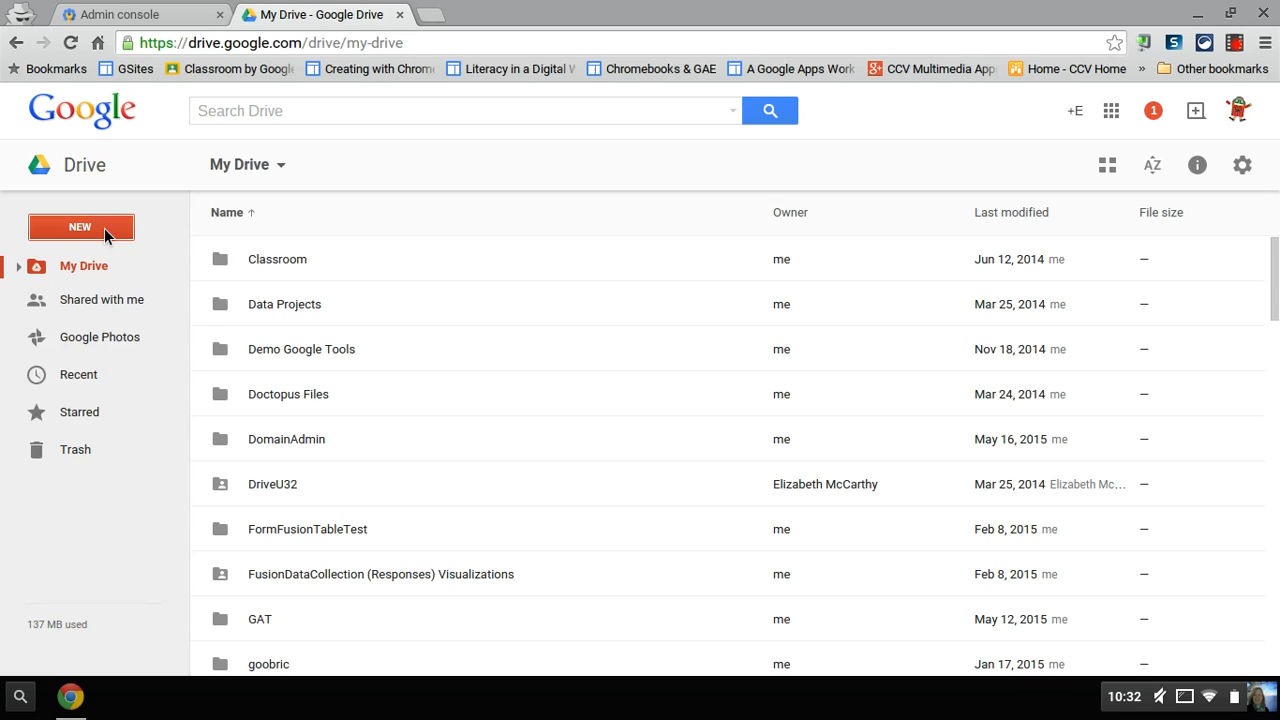 Admin console
My Drive - Google Drive
https://drive.google.com/drive/my-drive
Bookmarks GSites Classroom by Google Creating with Chrom Literacy in a Digital W Chromebooks & GAE A Google Apps Work CCV Multimedia App Home - CCV Home » Other bookmarks
Google Search Drive +E 1
Drive My Drive AZ
NEW
Name ↑ Owner Last modified File size
My Drive
Shared with me
Google Photos
Recent
Starred
Trash
137 MB used
Classroom me Jun 12, 2014 me —
Data Projects me Mar 25, 2014 me —
Demo Google Tools me Nov 18, 2014 me —
Doctopus Files me Mar 24, 2014 me —
DomainAdmin me May 16, 2015 me —
DriveU32 Elizabeth McCarthy Mar 25, 2014 Elizabeth Mc... —
FormFusionTableTest me Feb 8, 2015 me —
FusionDataCollection (Responses) Visualizations me Feb 8, 2015 me —
GAT me May 12, 2015 me —
goobric me Jan 17, 2015 me —
10:32